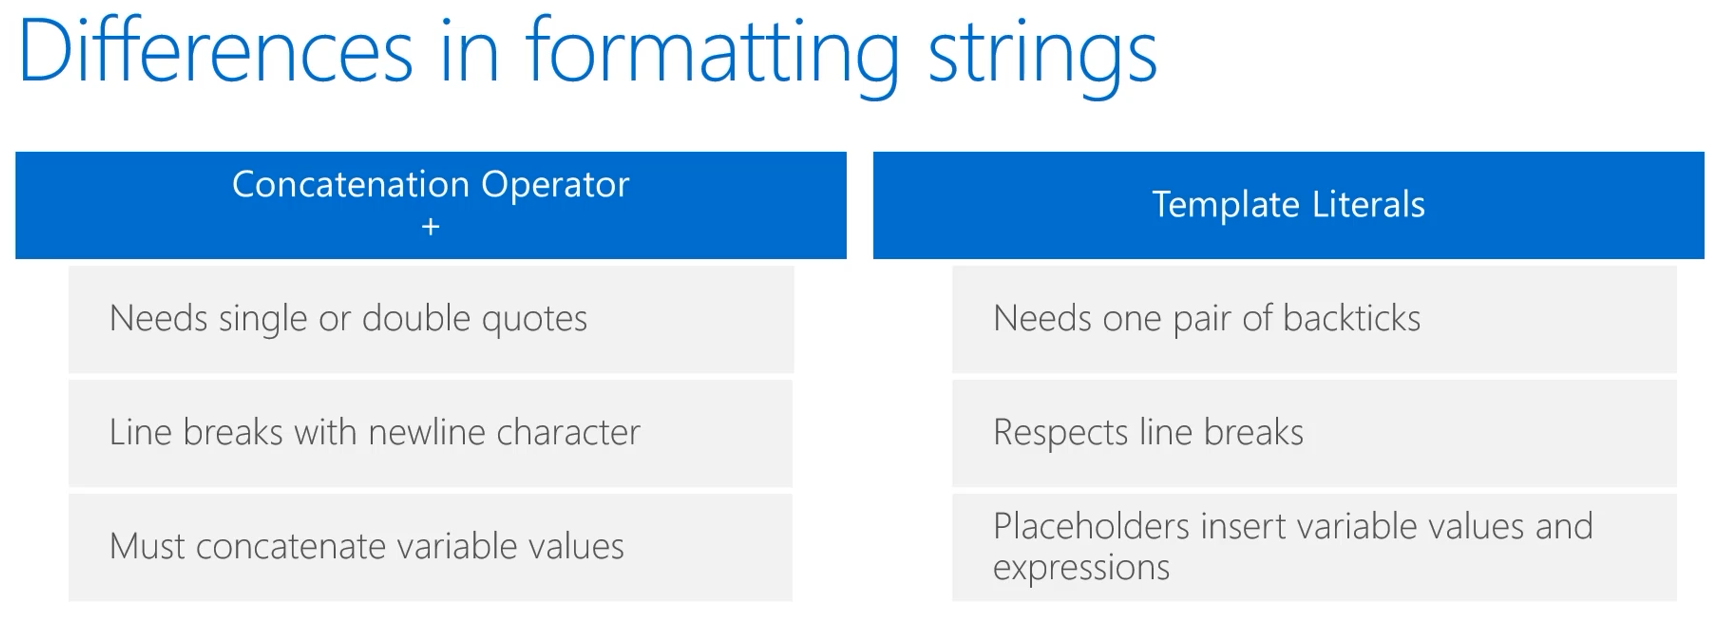 Differences in formatting strings
Concatenation Operator
+
Needs single or double quotes
Line breaks with newline character
Must concatenate variable values
Template Literals
Needs one pair of backticks
Respects line breaks
Placeholders insert variable values and
expressions